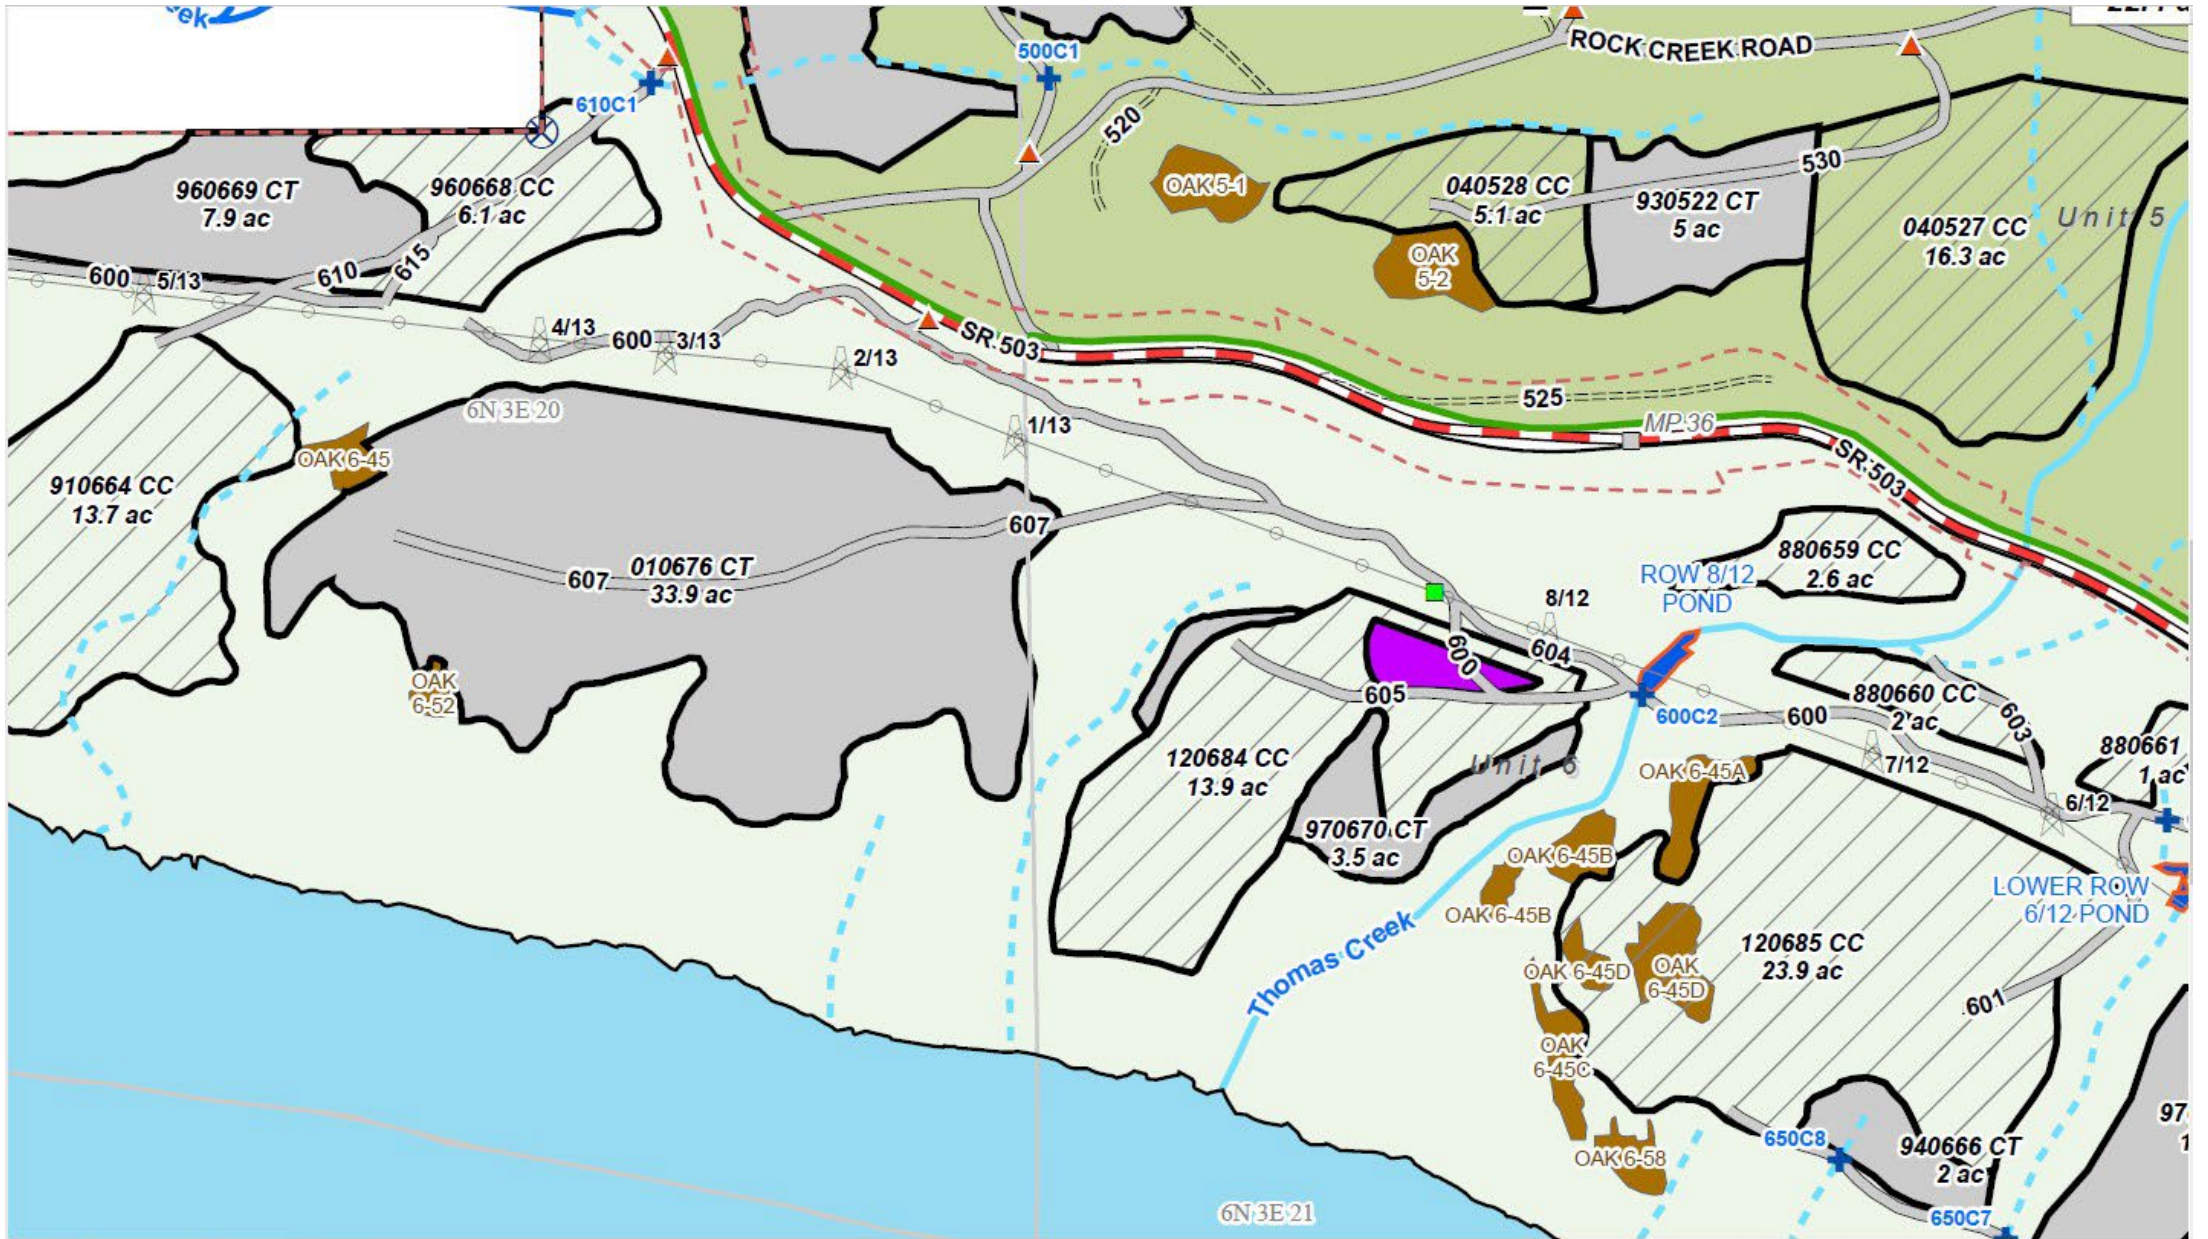 500C1
ROCK CREEK ROAD
610C1
520
530
960669 CT
7.9 ac
960668 CC
6.1 ac
OAK 5-1
040528 CC
5.1 ac
930522 CT
5 ac
Unit 5
040527 CC
16.3 ac
OAK
5-2
600
5/13
610
615
4/13
600
3/13
2/13
SR 503
525
MP 36
SR 503
6N 3E 20
1/13
OAK 6-45
910664 CC
13.7 ac
607
607
010676 CT
33.9 ac
880659 CC
2.6 ac
ROW 8/12
POND
8/12
600
604
605
OAK
6-52
600C2
600
880660 CC
2 ac
603
880661
1 ac
120684 CC
13.9 ac
Unit 6
OAK 6-45A
7/12
6/12
970670 CT
3.5 ac
OAK 6-45B
OAK 6-45B
LOWER ROW
6/12 POND
Thomas Creek
120685 CC
23.9 ac
OAK 6-45D
OAK
6-45D
601
OAK
6-45C
650C8
940666 CT
2 ac
OAK 6-58
650C7
6N 3E 21